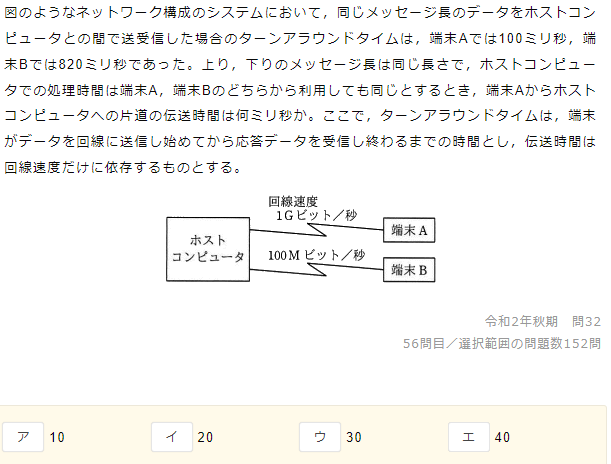 図のようなネットワーク構成のシステムにおいて，同じメッセージ長のデータをホストコン
ピュータとの間で送受信した場合のターンアラウンドタイムは，端末Aでは100ミリ秒，端
末Bでは820ミリ秒であった。上り，下りのメッセージ長は同じ長さで，ホストコンピュー
タでの処理時間は端末A，端末Bのどちらから利用しても同じとするとき，端末Aからホスト
コンピュータへの片道の伝送時間は何ミリ秒か。ここで，ターンアラウンドタイムは，端末
がデータを回線に送信し始めてから応答データを受信し終わるまでの時間とし，伝送時間は
回線速度だけに依存するものとする。
回線速度
1Gビット／秒
端末A
ホスト
コンピュータ
100Mビット／秒
端末B
令和2年秋期　問32
56問目／選択範囲の問題数152問
ア 10 イ 20 ウ 30 エ 40